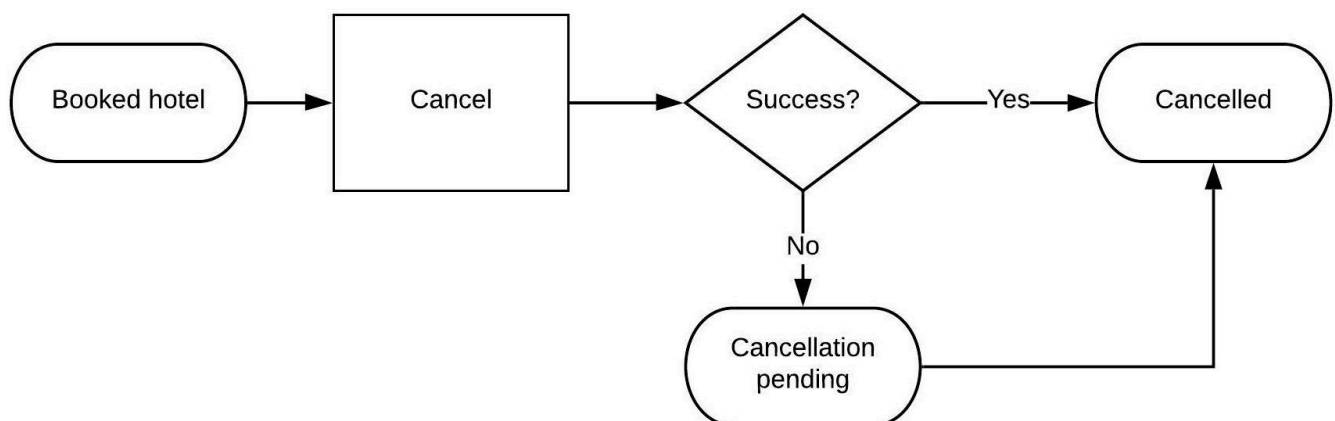 Booked hotel
Cancel
Success?
Yes
Cancelled
No
Cancellation
pending